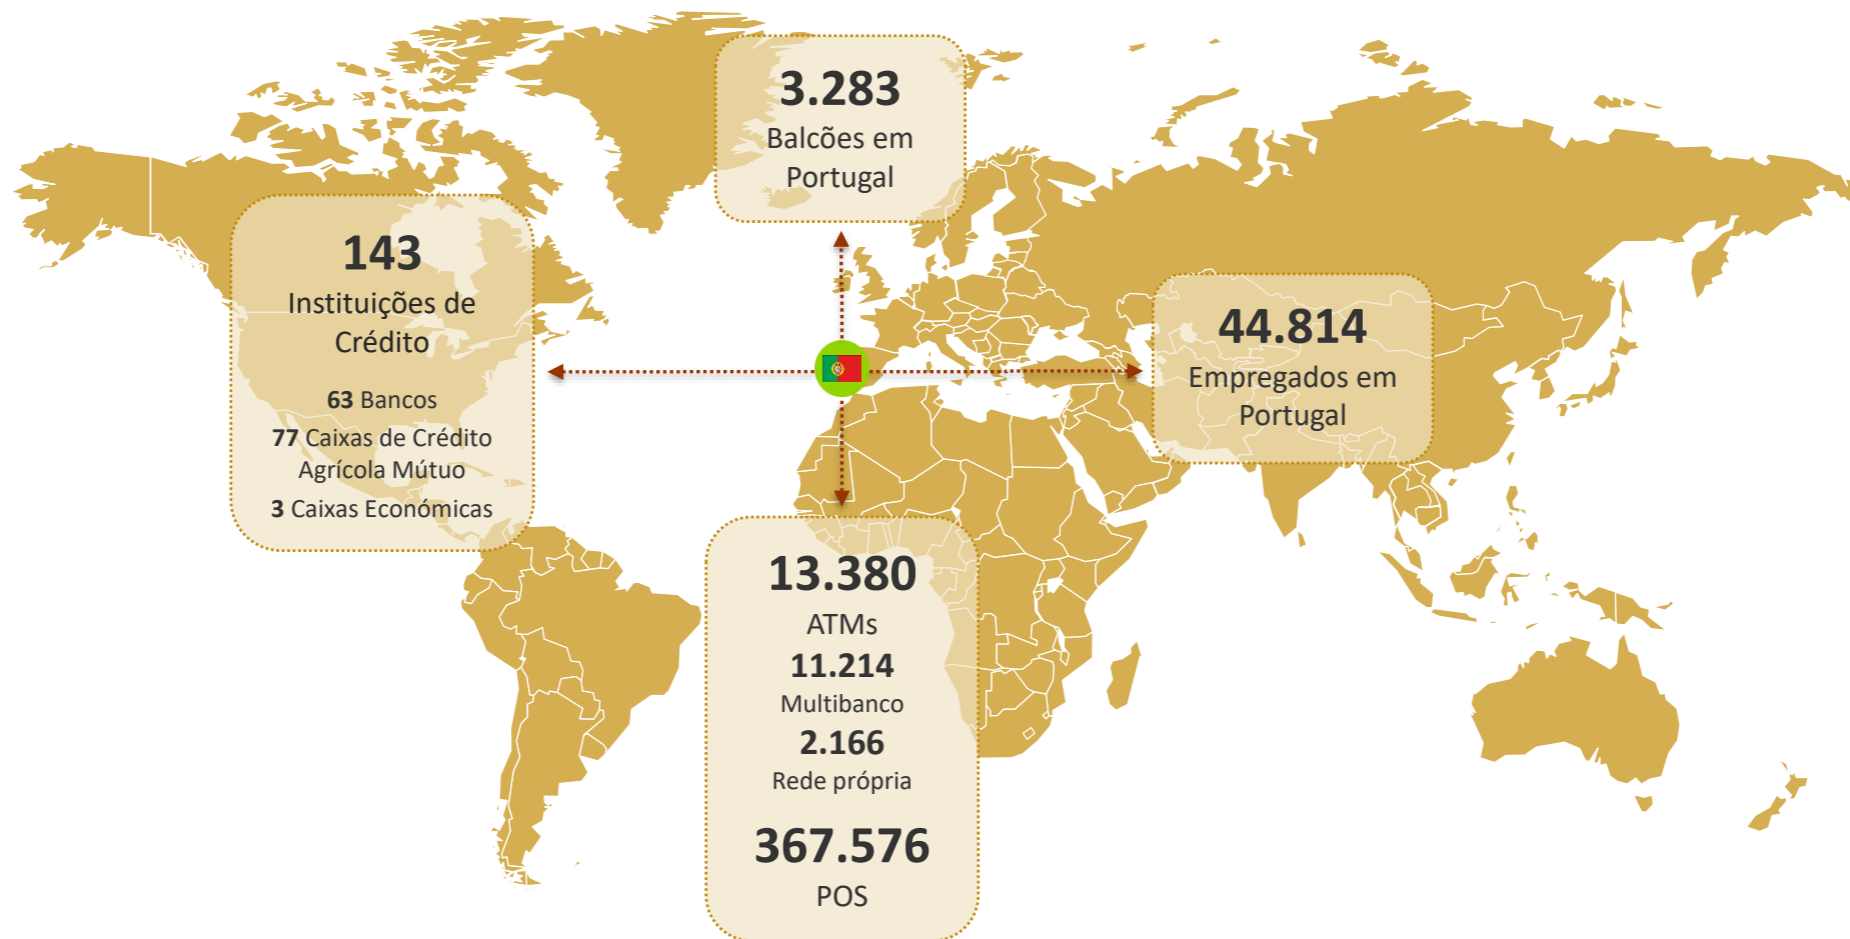 3.283
Balcões em
Portugal
143
Instituições de
Crédito
63 Bancos
77 Caixas de Crédito
Agrícola Mútuo
3 Caixas Económicas
44.814
Empregados em
Portugal
13.380
ATMs
11.214
Multibanco
2.166
Rede própria
367.576
POS